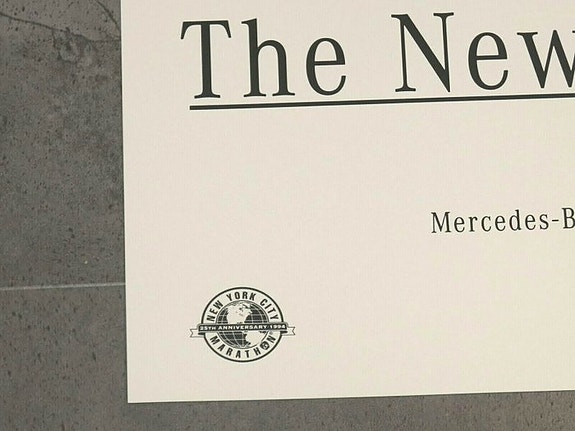 The New
Mercedes-B
NEW YORK CITY
25TH ANNIVERSARY 1994
MARATHON